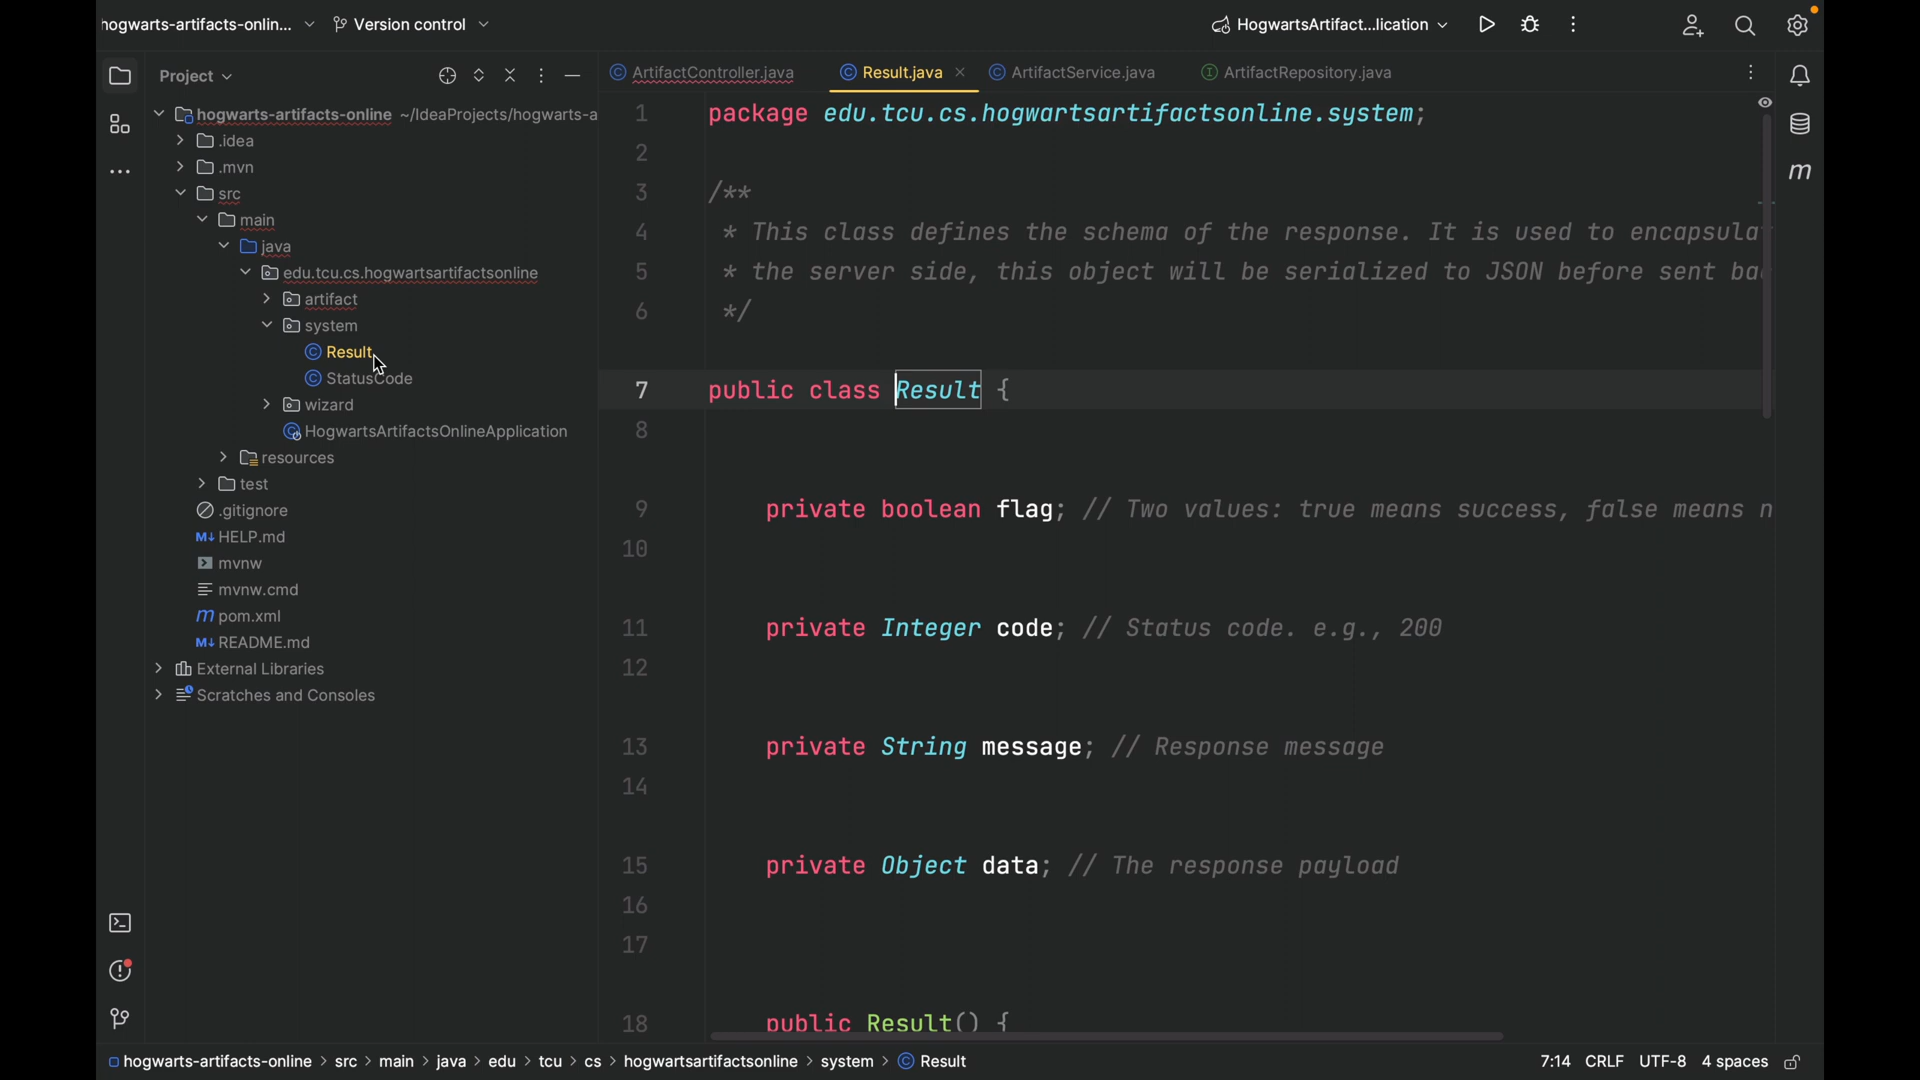 hogwarts-artifacts-onlin...
Version control
HogwartsArtifact...lication
Project
ArtifactController.java
Result.java
ArtifactService.java
ArtifactRepository.java
hogwarts-artifacts-online ~/IdeaProjects/hogwarts-a
.idea
.mvn
src
main
java
edu.tcu.cs.hogwartsartifactsonline
artifact
system
Result
StatusCode
wizard
HogwartsArtifactsOnlineApplication
resources
test
.gitignore
M↓ HELP.md
mvnw
mvnw.cmd
m pom.xml
M↓ README.md
External Libraries
Scratches and Consoles
1 package edu.tcu.cs.hogwartsartifactsonline.system;
2
3 /**
4 * This class defines the schema of the response. It is used to encapsulat
5 * the server side, this object will be serialized to JSON before sent ba
6 */
7 public class Result {
8
9 private boolean flag; // Two values: true means success, false means n
10
11 private Integer code; // Status code. e.g., 200
12
13 private String message; // Response message
14
15 private Object data; // The response payload
16
17
18 public Result() {
m
hogwarts-artifacts-online > src > main > java > edu > tcu > cs > hogwartsartifactsonline > system > Result
7:14 CRLF UTF-8 4 spaces